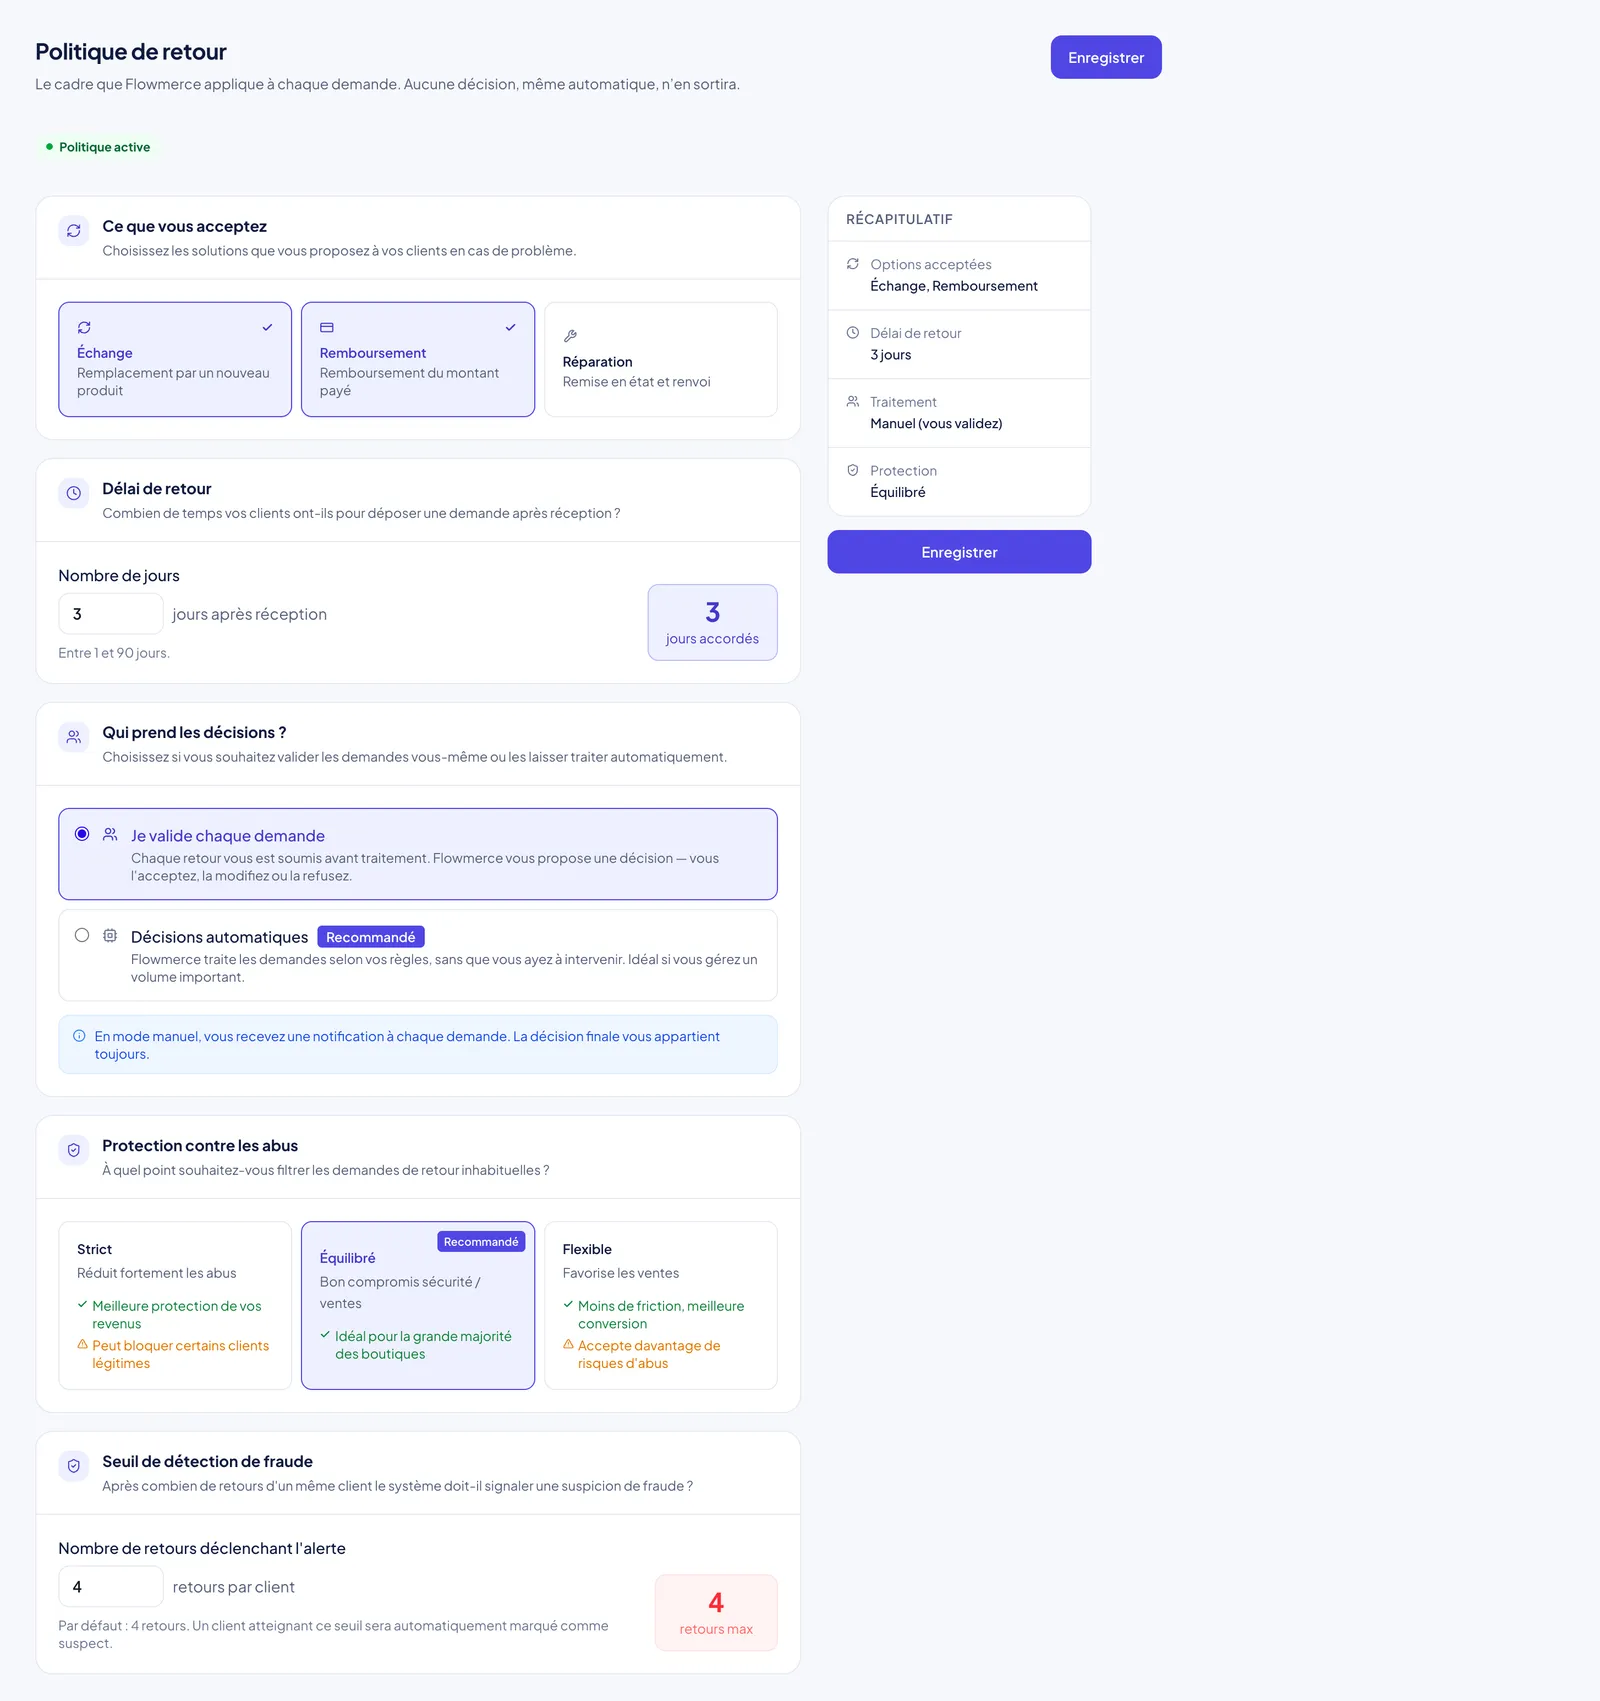 Politique de retour
Enregistrer
Le cadre que Flowmerce applique à chaque demande. Aucune décision, même automatique, n'en sortira.
Politique active
Ce que vous acceptez
Choisissez les solutions que vous proposez à vos clients en cas de problème.
Échange
Remplacement par un nouveau
produit
Remboursement
Remboursement du montant
payé
Réparation
Remise en état et renvoi
Délai de retour
Combien de temps vos clients ont-ils pour déposer une demande après réception ?
Nombre de jours
3
jours après réception
Entre 1 et 90 jours.
3
jours accordés
Qui prend les décisions ?
Choisissez si vous souhaitez valider les demandes vous-même ou les laisser traiter automatiquement.
Je valide chaque demande
Chaque retour vous est soumis avant traitement. Flowmerce vous propose une décision — vous
l'acceptez, la modifiez ou la refusez.
Décisions automatiques
Recommandé
Flowmerce traite les demandes selon vos règles, sans que vous ayez à intervenir. Idéal si vous gérez un
volume important.
En mode manuel, vous recevez une notification à chaque demande. La décision finale vous appartient
toujours.
Protection contre les abus
À quel point souhaitez-vous filtrer les demandes de retour inhabituelles ?
Strict
Réduit fortement les abus
Meilleure protection de vos
revenus
Peut bloquer certains clients
légitimes
Recommandé
Équilibré
Bon compromis sécurité /
ventes
Idéal pour la grande majorité
des boutiques
Flexible
Favorise les ventes
Moins de friction, meilleure
conversion
Accepte davantage de
risques d'abus
Seuil de détection de fraude
Après combien de retours d'un même client le système doit-il signaler une suspicion de fraude ?
Nombre de retours déclenchant l'alerte
4
retours par client
Par défaut : 4 retours. Un client atteignant ce seuil sera automatiquement marqué comme
suspect.
4
retours max
RÉCAPITULATIF
Options acceptées
Échange, Remboursement
Délai de retour
3 jours
Traitement
Manuel (vous validez)
Protection
Équilibré
Enregistrer